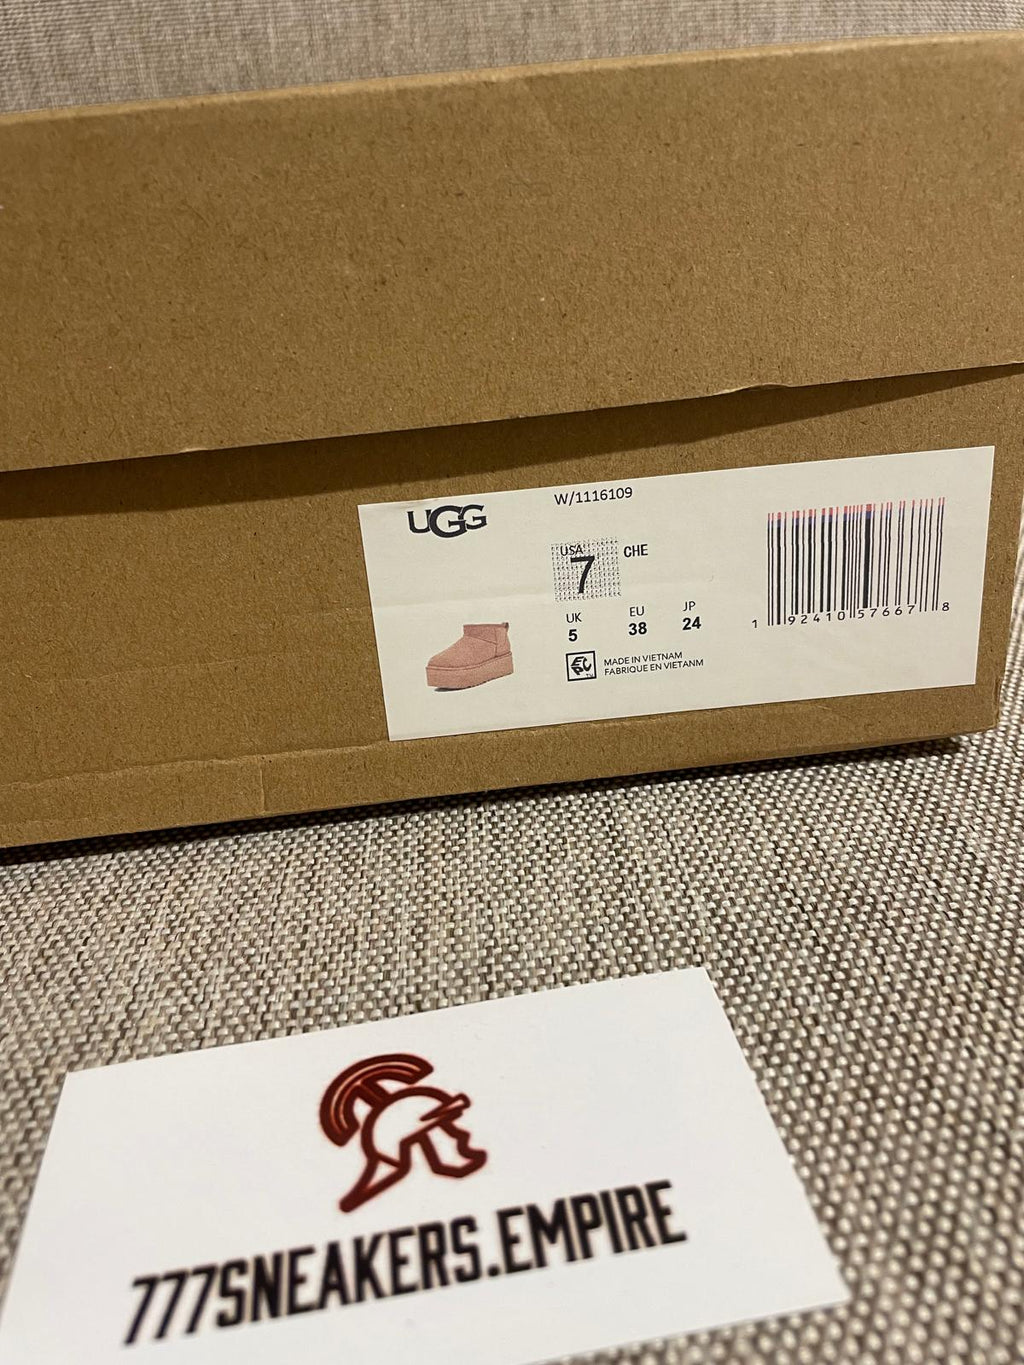 UGG
W/1116109
USA
7
CHE
UK EU JP
5 38 24
MADE IN VIETNAM
FABRIQUE EN VIETANM
1 92410 57667 8
777SNEAKERS.EMPIRE